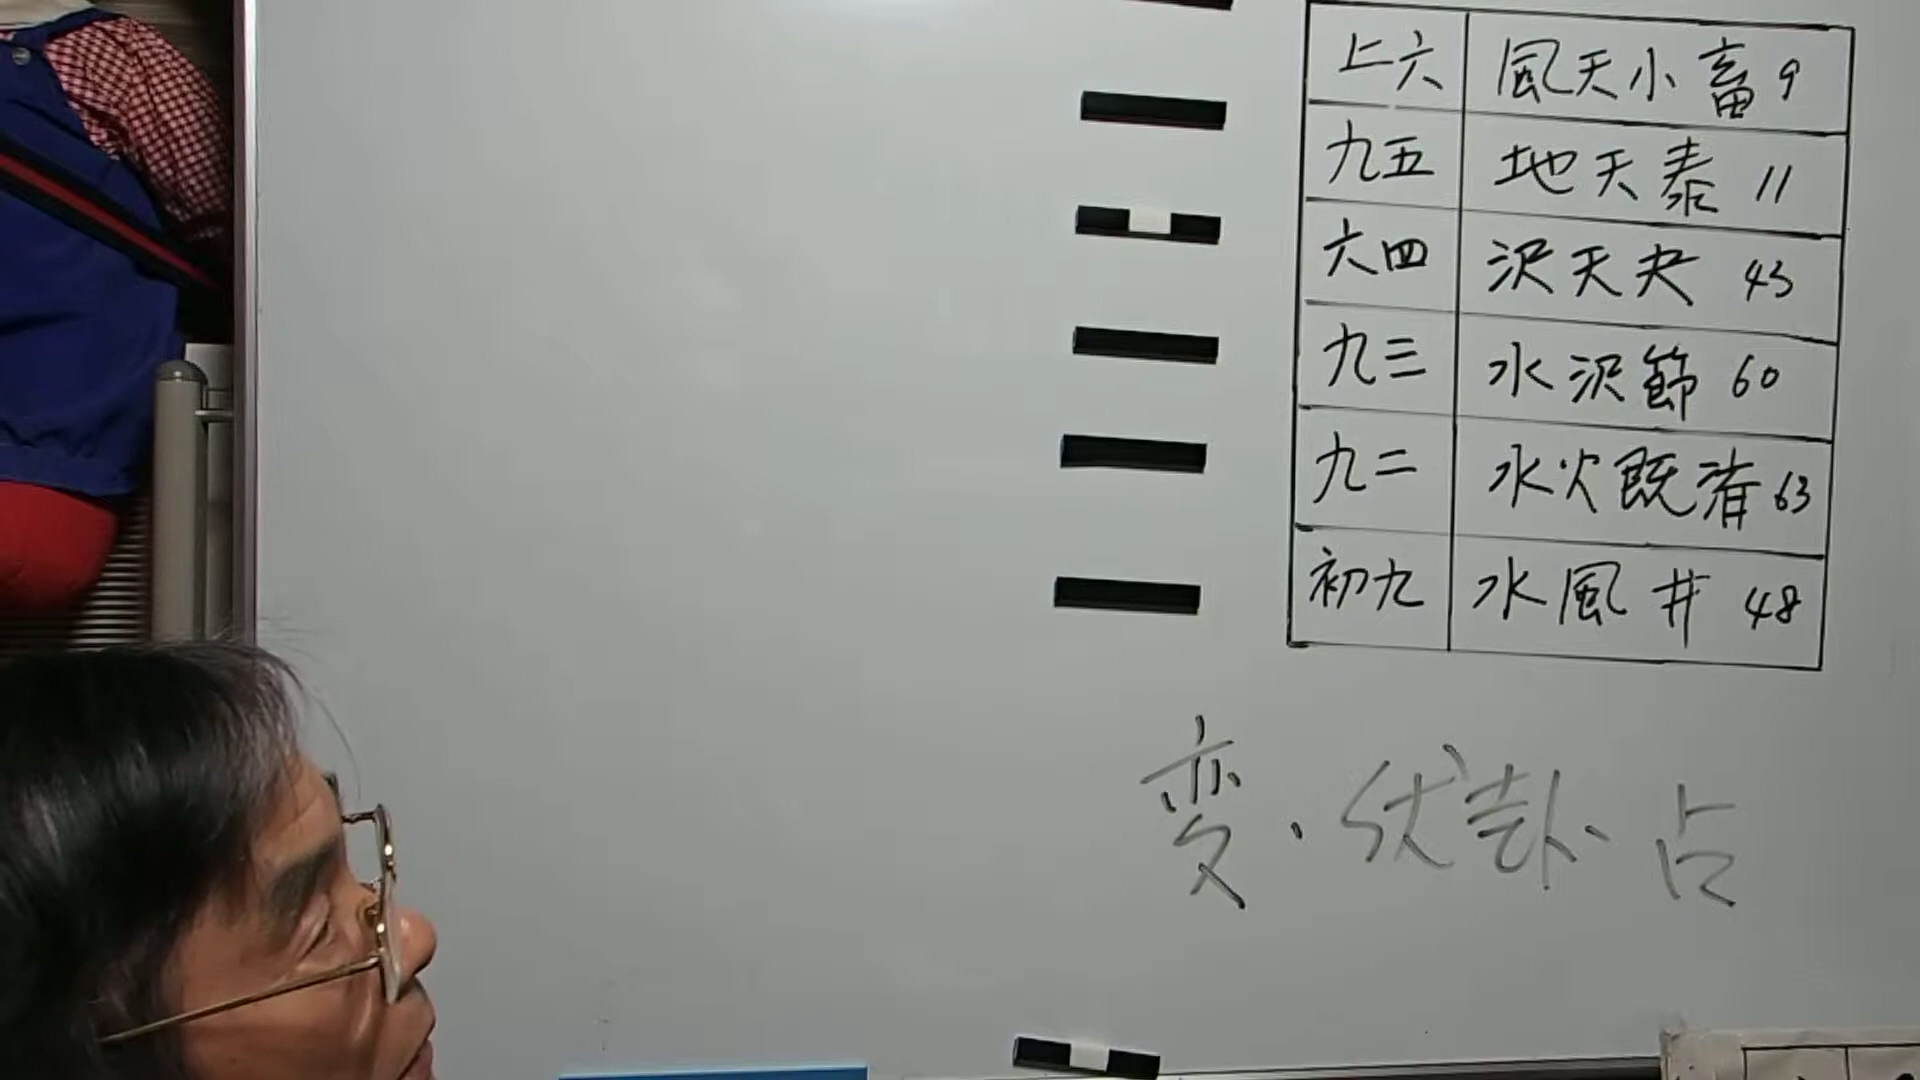 上六 風天小畜 9
九五 地天泰 11
六四 沢天夬 43
九三 水沢節 60
九二 水火既済 63
初九 水風井 48
変・伏卦占